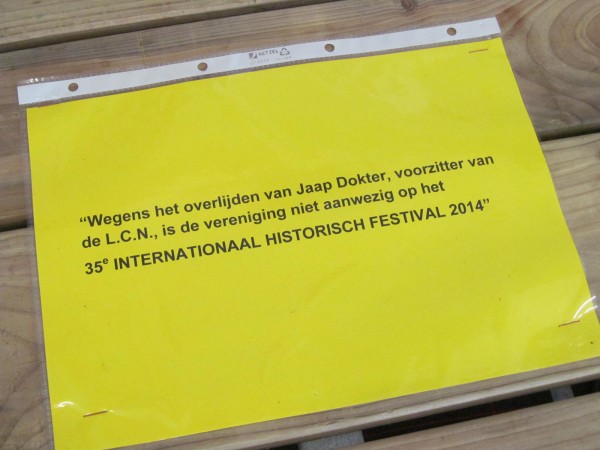 HETZEL
“Wegens het overlijden van Jaap Dokter, voorzitter van
de L.C.N., is de vereniging niet aanwezig op het
35e INTERNATIONAAL HISTORISCH FESTIVAL 2014”